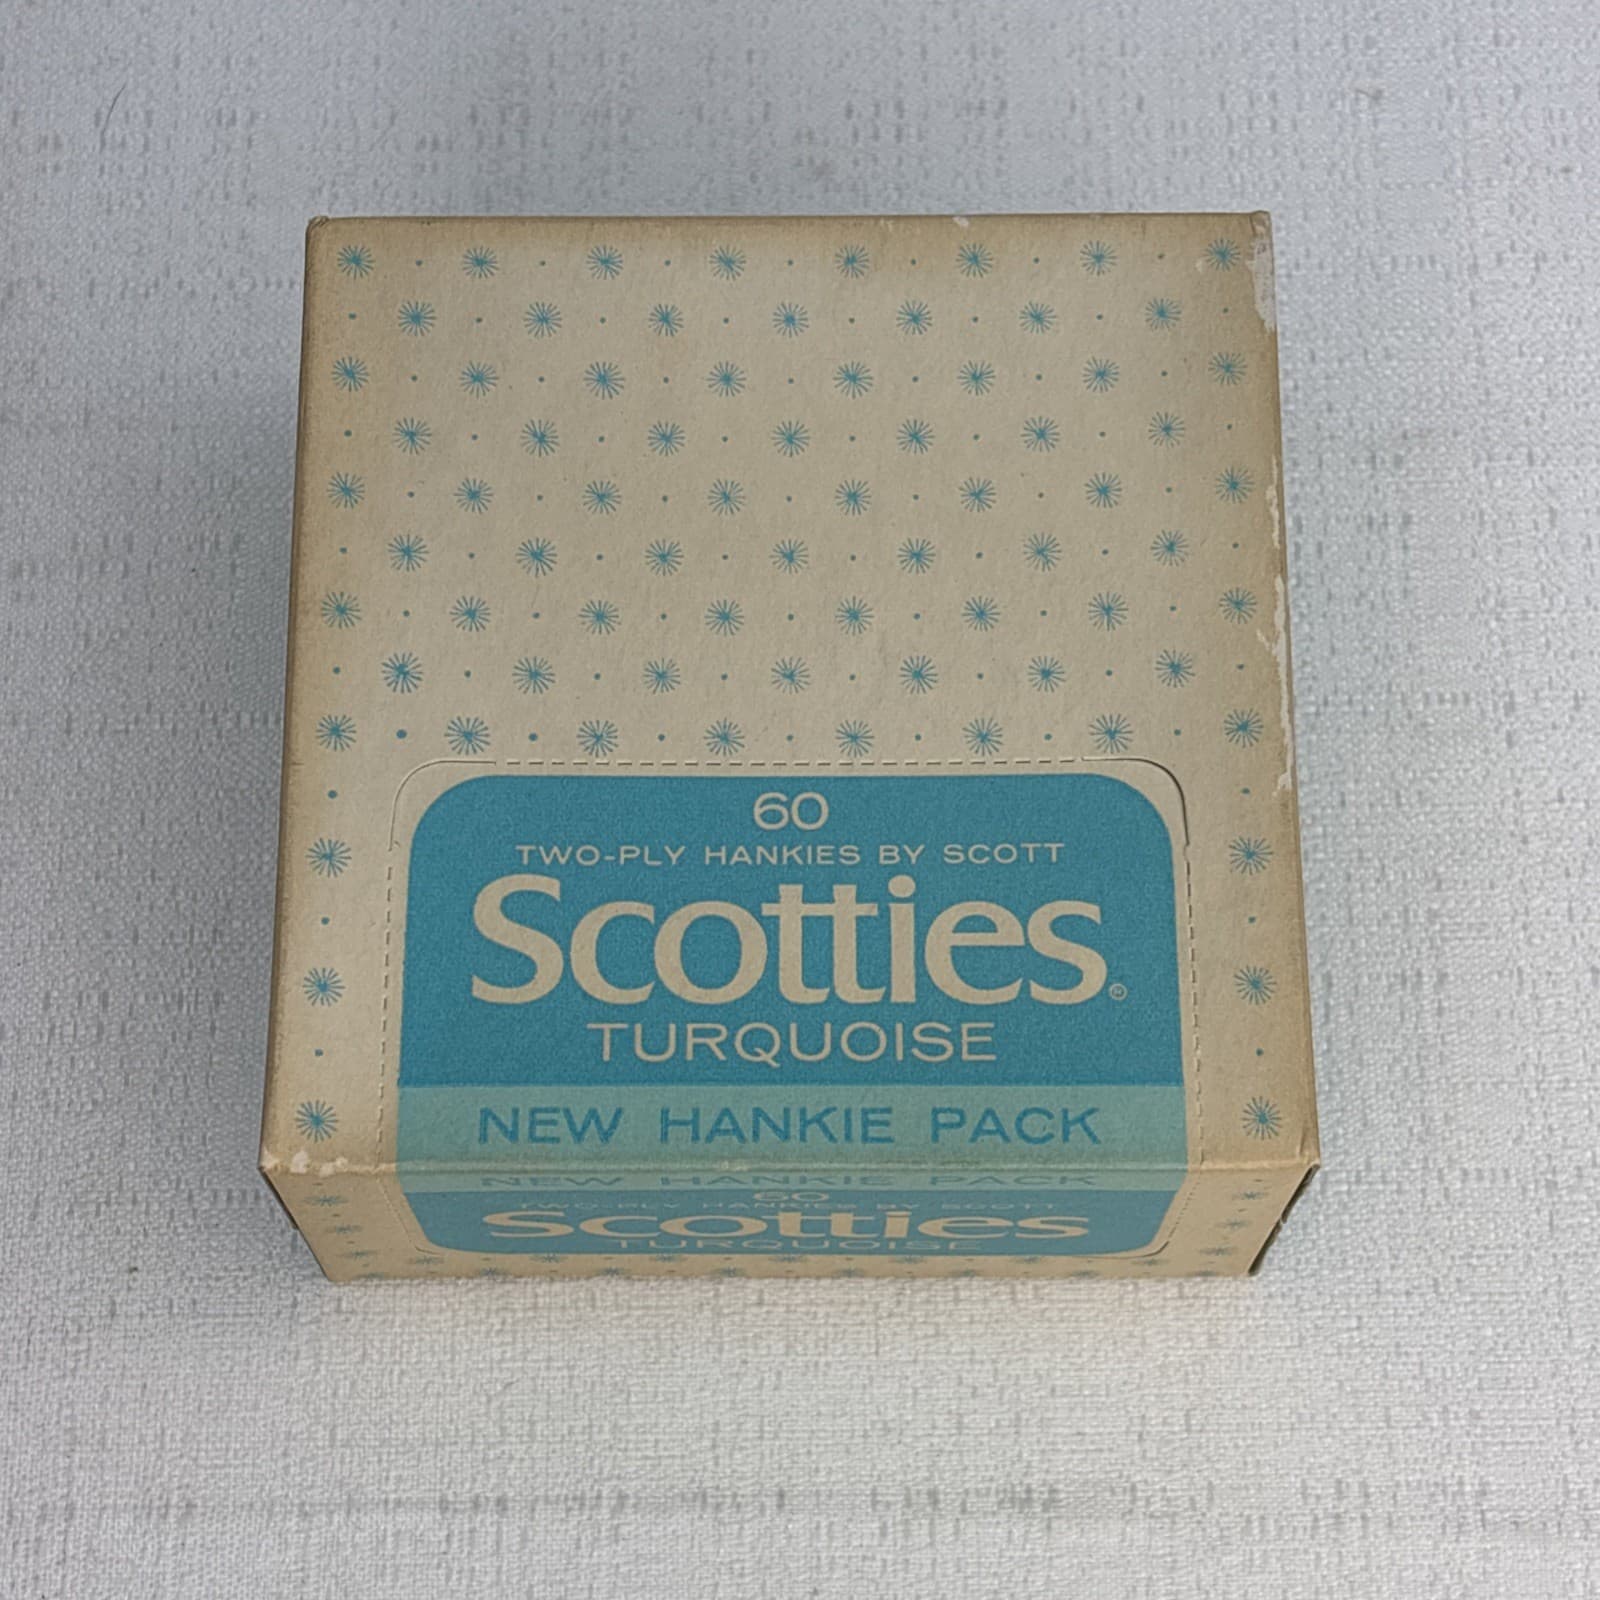 60
TWO-PLY HANKIES BY SCOTT
Scotties®
TURQUOISE
NEW HANKIE PACK
NEW HANKIE PACK
60
TWO-PLY HANKIES BY SCOTT
Scotties
TURQUOISE